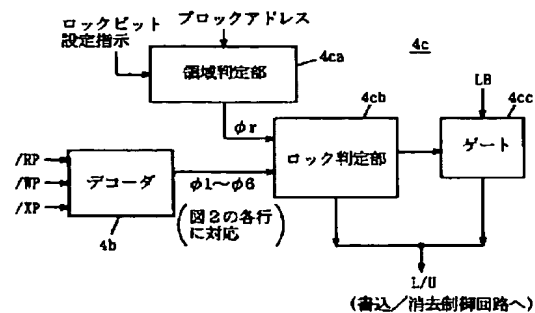 ロックビット
設定指示
ブロックアドレス
4c
領域判定部
4ca
LB
4cb
4cc
φr
/RP
/WP
/XP
デコーダ
φ1～φ6
ロック判定部
ゲート
4b
(図2の各行
に対応)
L/U
(書込/消去制御回路へ)